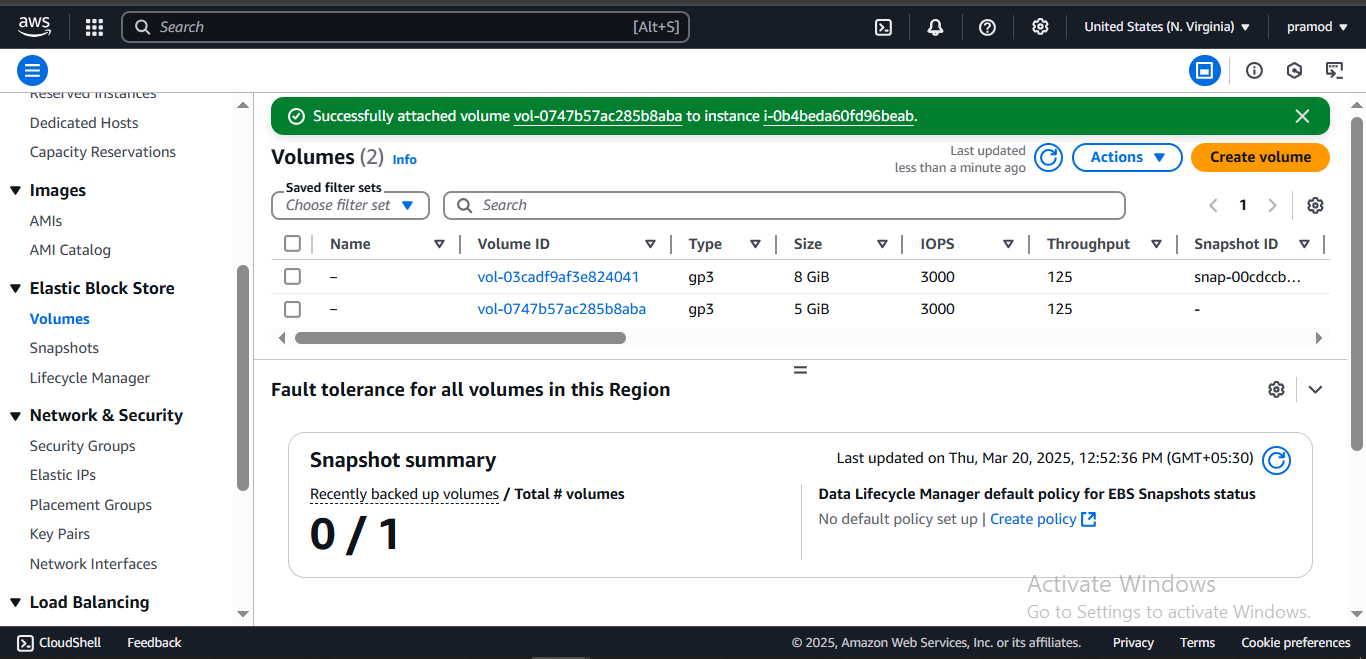 aws
Search [Alt+S]
United States (N. Virginia)
pramod
Reserved Instances
Dedicated Hosts
Capacity Reservations
Images
AMIs
AMI Catalog
Elastic Block Store
Volumes
Snapshots
Lifecycle Manager
Network & Security
Security Groups
Elastic IPs
Placement Groups
Key Pairs
Network Interfaces
Load Balancing
Successfully attached volume vol-0747b57ac285b8aba to instance i-0b4beda60fd96beab.
Volumes (2) Info
Last updated
less than a minute ago
Actions
Create volume
Saved filter sets
Choose filter set
Search
1
Name Volume ID Type Size IOPS Throughput Snapshot ID
– vol-03cadf9af3e824041 gp3 8 GiB 3000 125 snap-00cdccb...
– vol-0747b57ac285b8aba gp3 5 GiB 3000 125 -
Fault tolerance for all volumes in this Region
Snapshot summary
Last updated on Thu, Mar 20, 2025, 12:52:36 PM (GMT+05:30)
Recently backed up volumes / Total # volumes
0 / 1
Data Lifecycle Manager default policy for EBS Snapshots status
No default policy set up | Create policy
Activate Windows
Go to Settings to activate Windows.
CloudShell Feedback
© 2025, Amazon Web Services, Inc. or its affiliates. Privacy Terms Cookie preferences